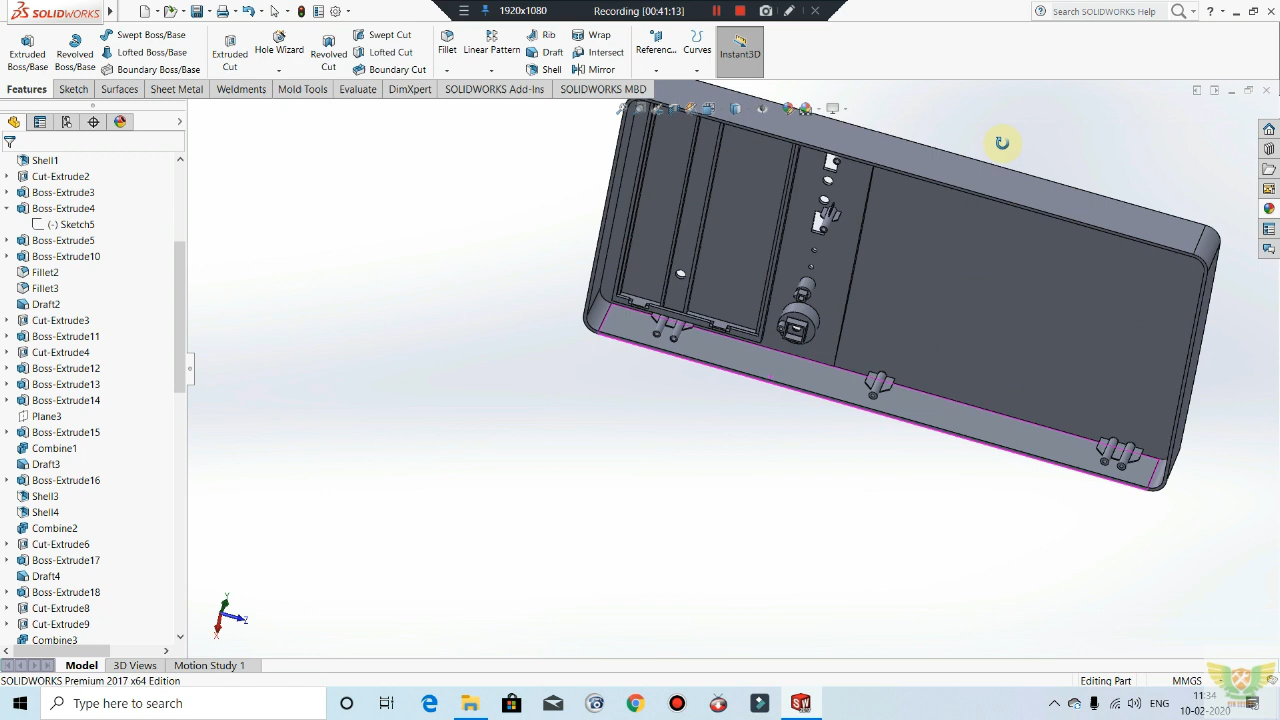 SOLIDWORKS
1920x1080
Recording [00:41:13]
Search SOLIDWORKS Help
Extruded Boss/Base
Revolved Boss/Base
Swept Boss/Base
Lofted Boss/Base
Boundary Boss/Base
Extruded Cut
Hole Wizard
Revolved Cut
Swept Cut
Lofted Cut
Boundary Cut
Fillet
Linear Pattern
Rib
Draft
Shell
Wrap
Intersect
Mirror
Referenc...
Curves
Instant3D
Features
Sketch
Surfaces
Sheet Metal
Weldments
Mold Tools
Evaluate
DimXpert
SOLIDWORKS Add-Ins
SOLIDWORKS MBD
Shell1
Cut-Extrude2
Boss-Extrude3
Boss-Extrude4
(-) Sketch5
Boss-Extrude5
Boss-Extrude10
Fillet2
Fillet3
Draft2
Cut-Extrude3
Boss-Extrude11
Cut-Extrude4
Boss-Extrude12
Boss-Extrude13
Boss-Extrude14
Plane3
Boss-Extrude15
Combine1
Draft3
Boss-Extrude16
Shell3
Shell4
Combine2
Cut-Extrude6
Boss-Extrude17
Draft4
Boss-Extrude18
Cut-Extrude8
Cut-Extrude9
Combine3
Y
Z
X
Model
3D Views
Motion Study 1
SOLIDWORKS Premium 2017 x64 Edition
Editing Part
MMGS
Type here to search
ENG
11:34
10-02-2020